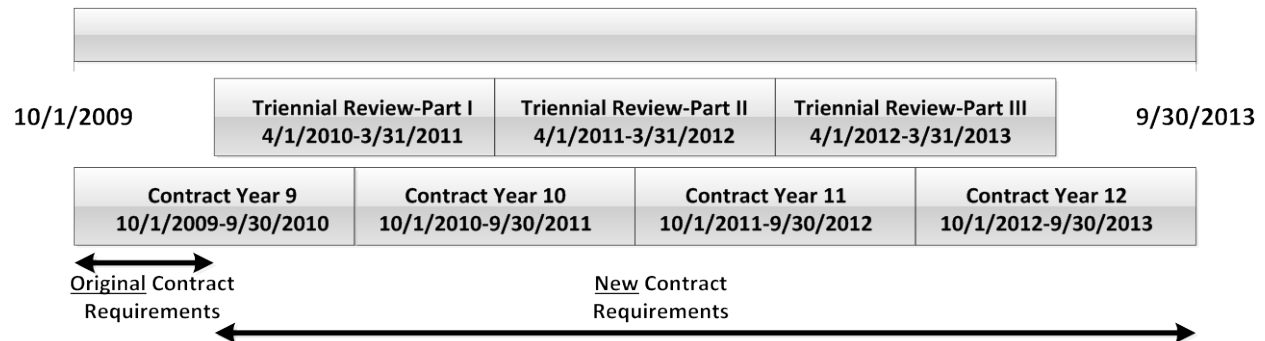 10/1/2009
Triennial Review-Part I
4/1/2010-3/31/2011
Triennial Review-Part II
4/1/2011-3/31/2012
Triennial Review-Part III
4/1/2012-3/31/2013
9/30/2013
Contract Year 9
10/1/2009-9/30/2010
Contract Year 10
10/1/2010-9/30/2011
Contract Year 11
10/1/2011-9/30/2012
Contract Year 12
10/1/2012-9/30/2013
Original Contract
Requirements
New Contract
Requirements